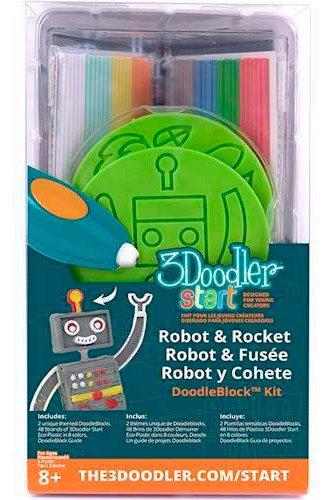 3Doodler
start
DESIGNED
FOR YOUNG
CREATORS
FAIT POUR LES JEUNES CRÉATEURS
DISEÑADO PARA JÓVENES CREADORES
Robot & Rocket
Robot & Fusée
Robot y Cohete
DoodleBlock™ Kit
Includes:
2 unique themed DoodleBlocks,
48 Strands of 3Doodler Start
Eco-Plastic in 8 colors,
DoodleBlock Guide
Inclus:
2 thèmes unique de Doodleblocks,
48 Brins de 3Doodler Démarrer
Eco-Plastic dans 8 couleurs, Doodle
Un guide de projets DoodleBlock
Incluye:
2 Plantillas temáticas DoodleBlock,
48 Hilos de Plástico 3Doodler Start
en 8 colores
DoodleBlock Guía de proyectos
For Ages
8+
THE3DOODLER.COM/START